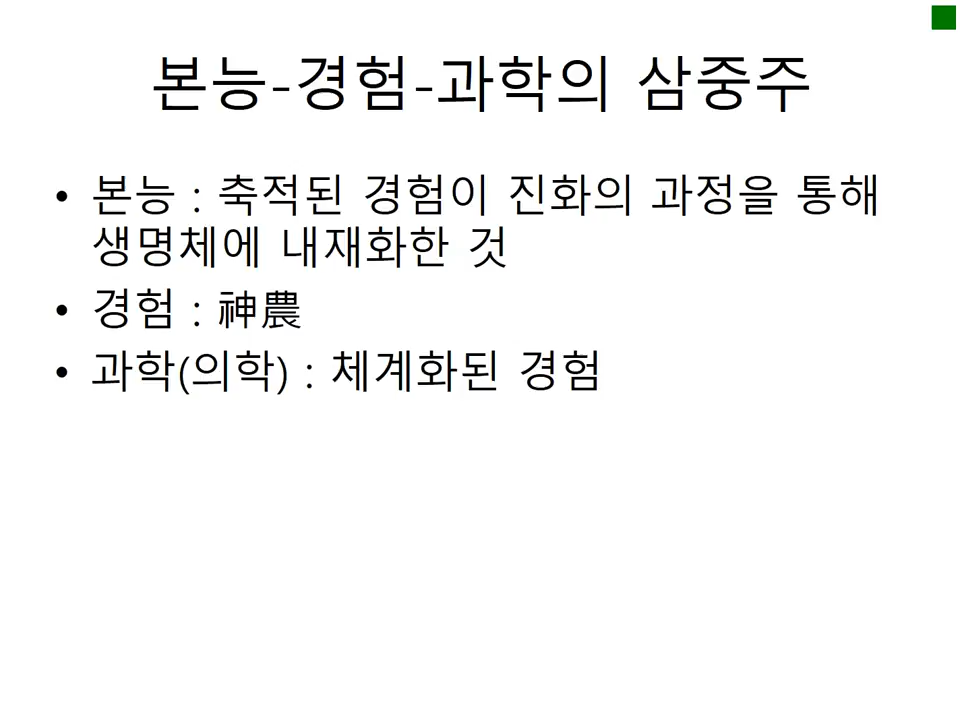 본능-경험-과학의 삼중주
• 본능 : 축적된 경험이 진화의 과정을 통해
생명체에 내재화한 것
• 경험 : 神農
• 과학(의학) : 체계화된 경험